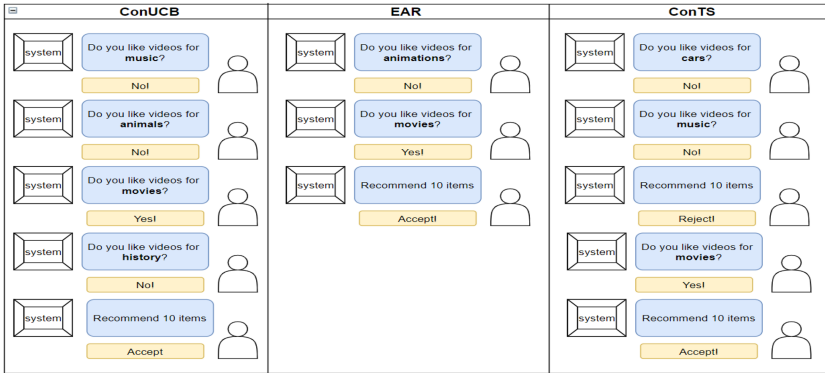 ConUCB
system
Do you like videos for
music?
No!
system
Do you like videos for
animals?
No!
system
Do you like videos for
movies?
Yes!
system
Do you like videos for
history?
No!
system
Recommend 10 items
Accept
EAR
system
Do you like videos for
animations?
No!
system
Do you like videos for
movies?
Yes!
system
Recommend 10 items
Accept!
ConTS
system
Do you like videos for
cars?
No!
system
Do you like videos for
music?
No!
system
Recommend 10 items
Reject!
system
Do you like videos for
movies?
Yes!
system
Recommend 10 items
Accept!